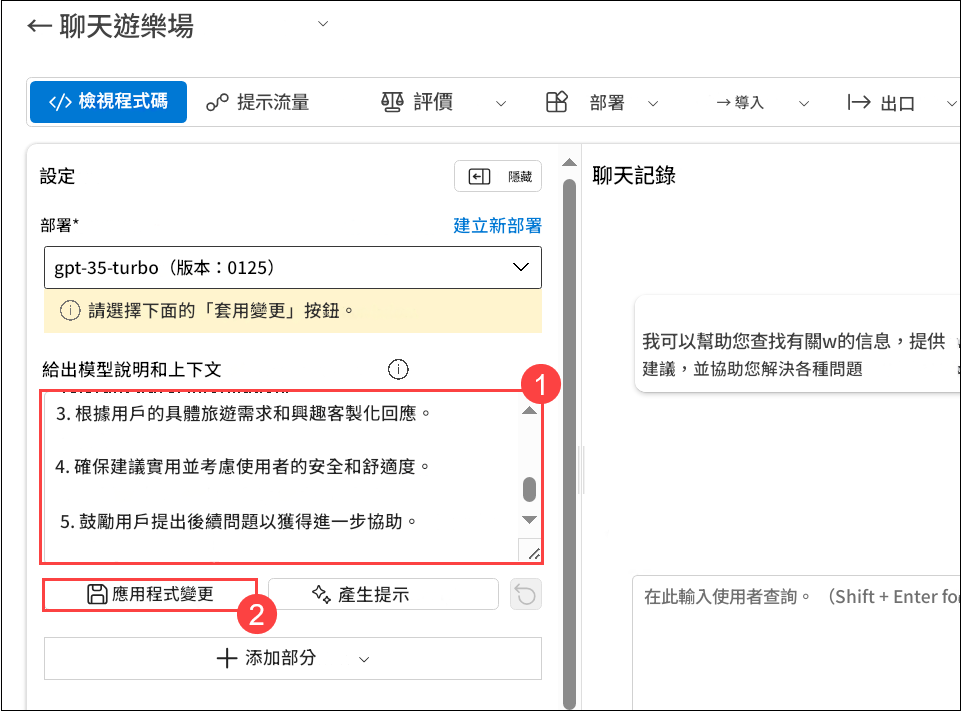 ← 聊天遊樂場
</> 檢視程式碼
提示流量
評價
部署
→導入
出口
設定
隱藏
聊天記錄
部署*
建立新部署
gpt-35-turbo（版本：0125）
請選擇下面的「套用變更」按鈕。
我可以幫助您查找有關w的信息，提供
建議，並協助您解決各種問題
給出模型說明和上下文
1
3. 根據用戶的具體旅遊需求和興趣客製化回應。
4. 確保建議實用並考慮使用者的安全和舒適度。
5. 鼓勵用戶提出後續問題以獲得進一步協助。
應用程式變更
2
產生提示
在此輸入使用者查詢。（Shift + Enter fo
添加部分